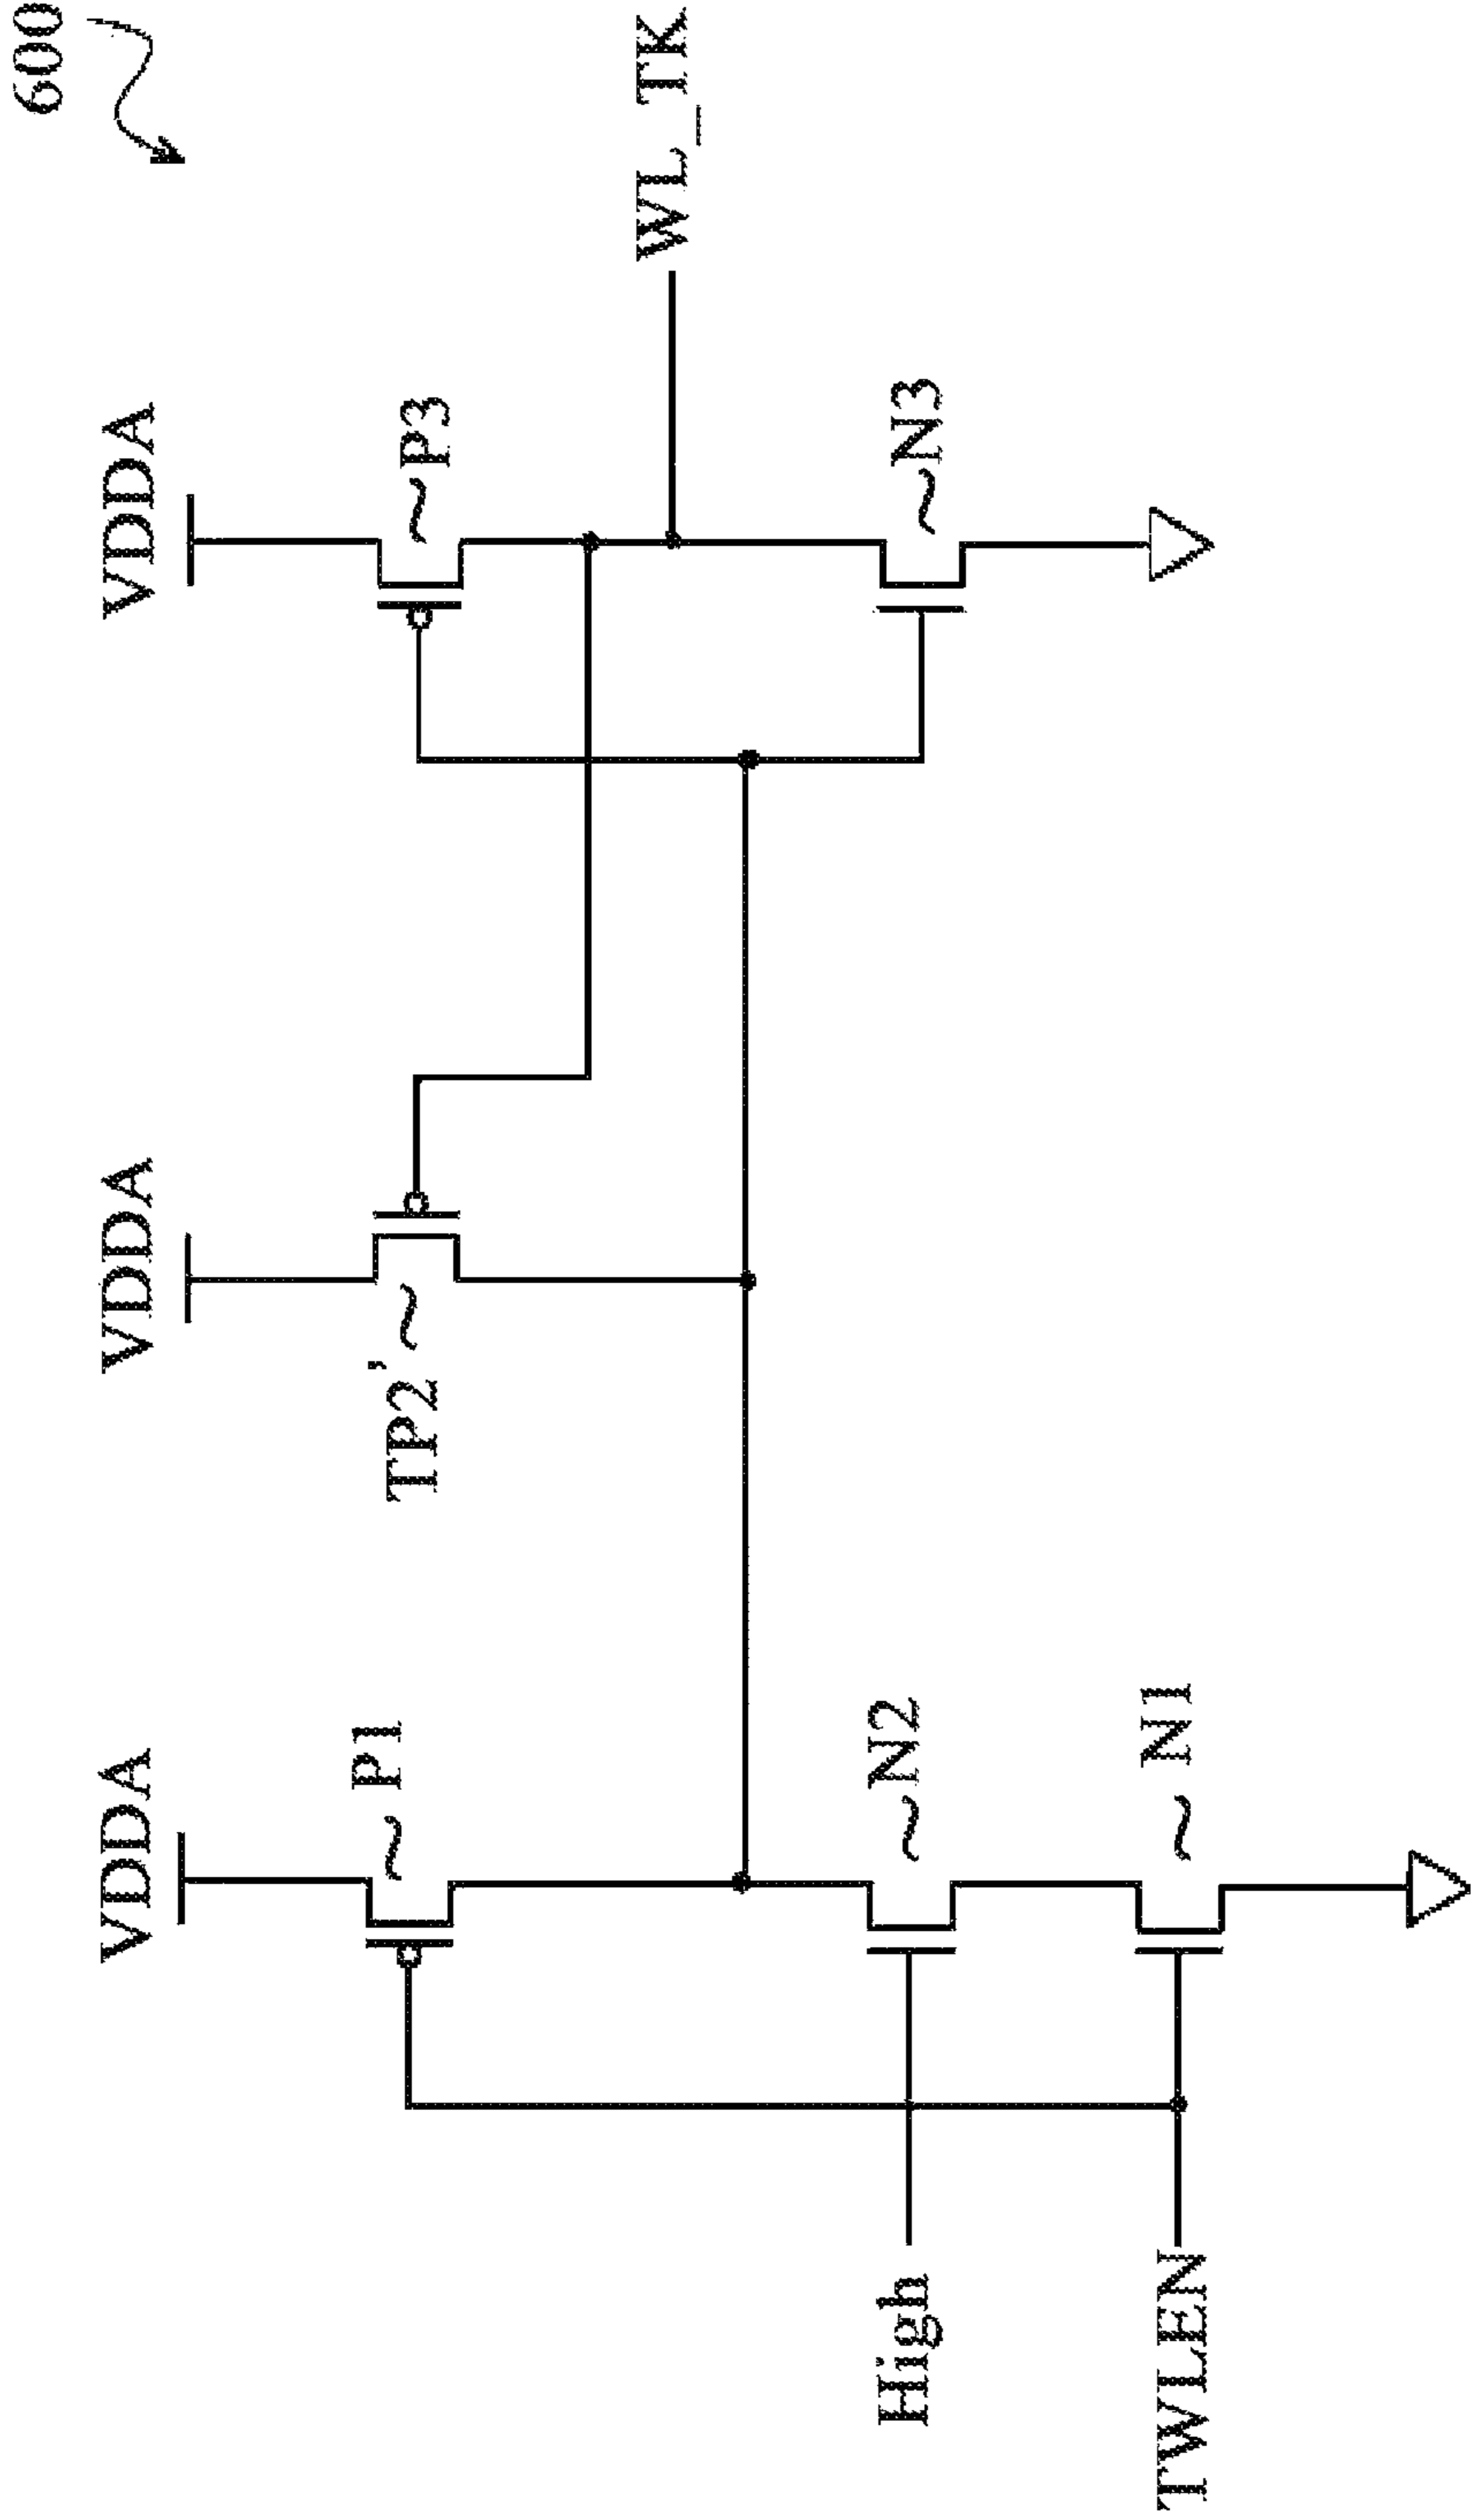 600
VDDA
VDDA
VDDA
P1
TP2'
P3
WL_TK
High
N2
N3
TWLEN
N1